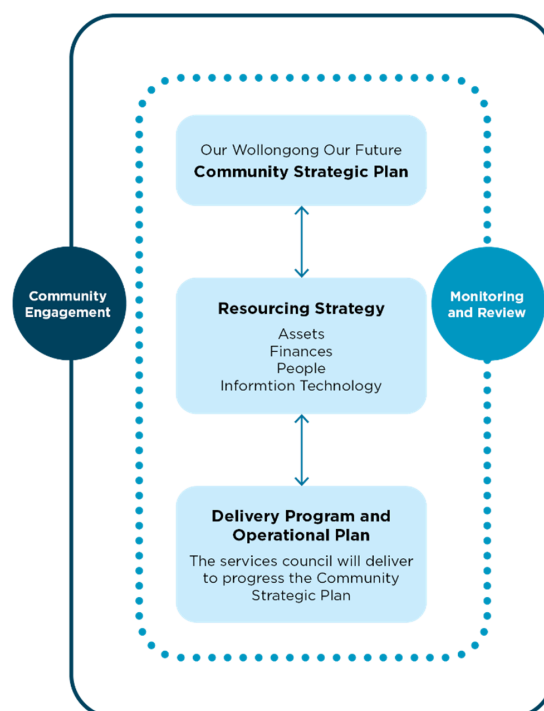 Our Wollongong Our Future
Community Strategic Plan
Community
Engagement
Monitoring
and Review
Resourcing Strategy
Assets
Finances
People
Informtion Technology
Delivery Program and
Operational Plan
The services council will deliver
to progress the Community
Strategic Plan